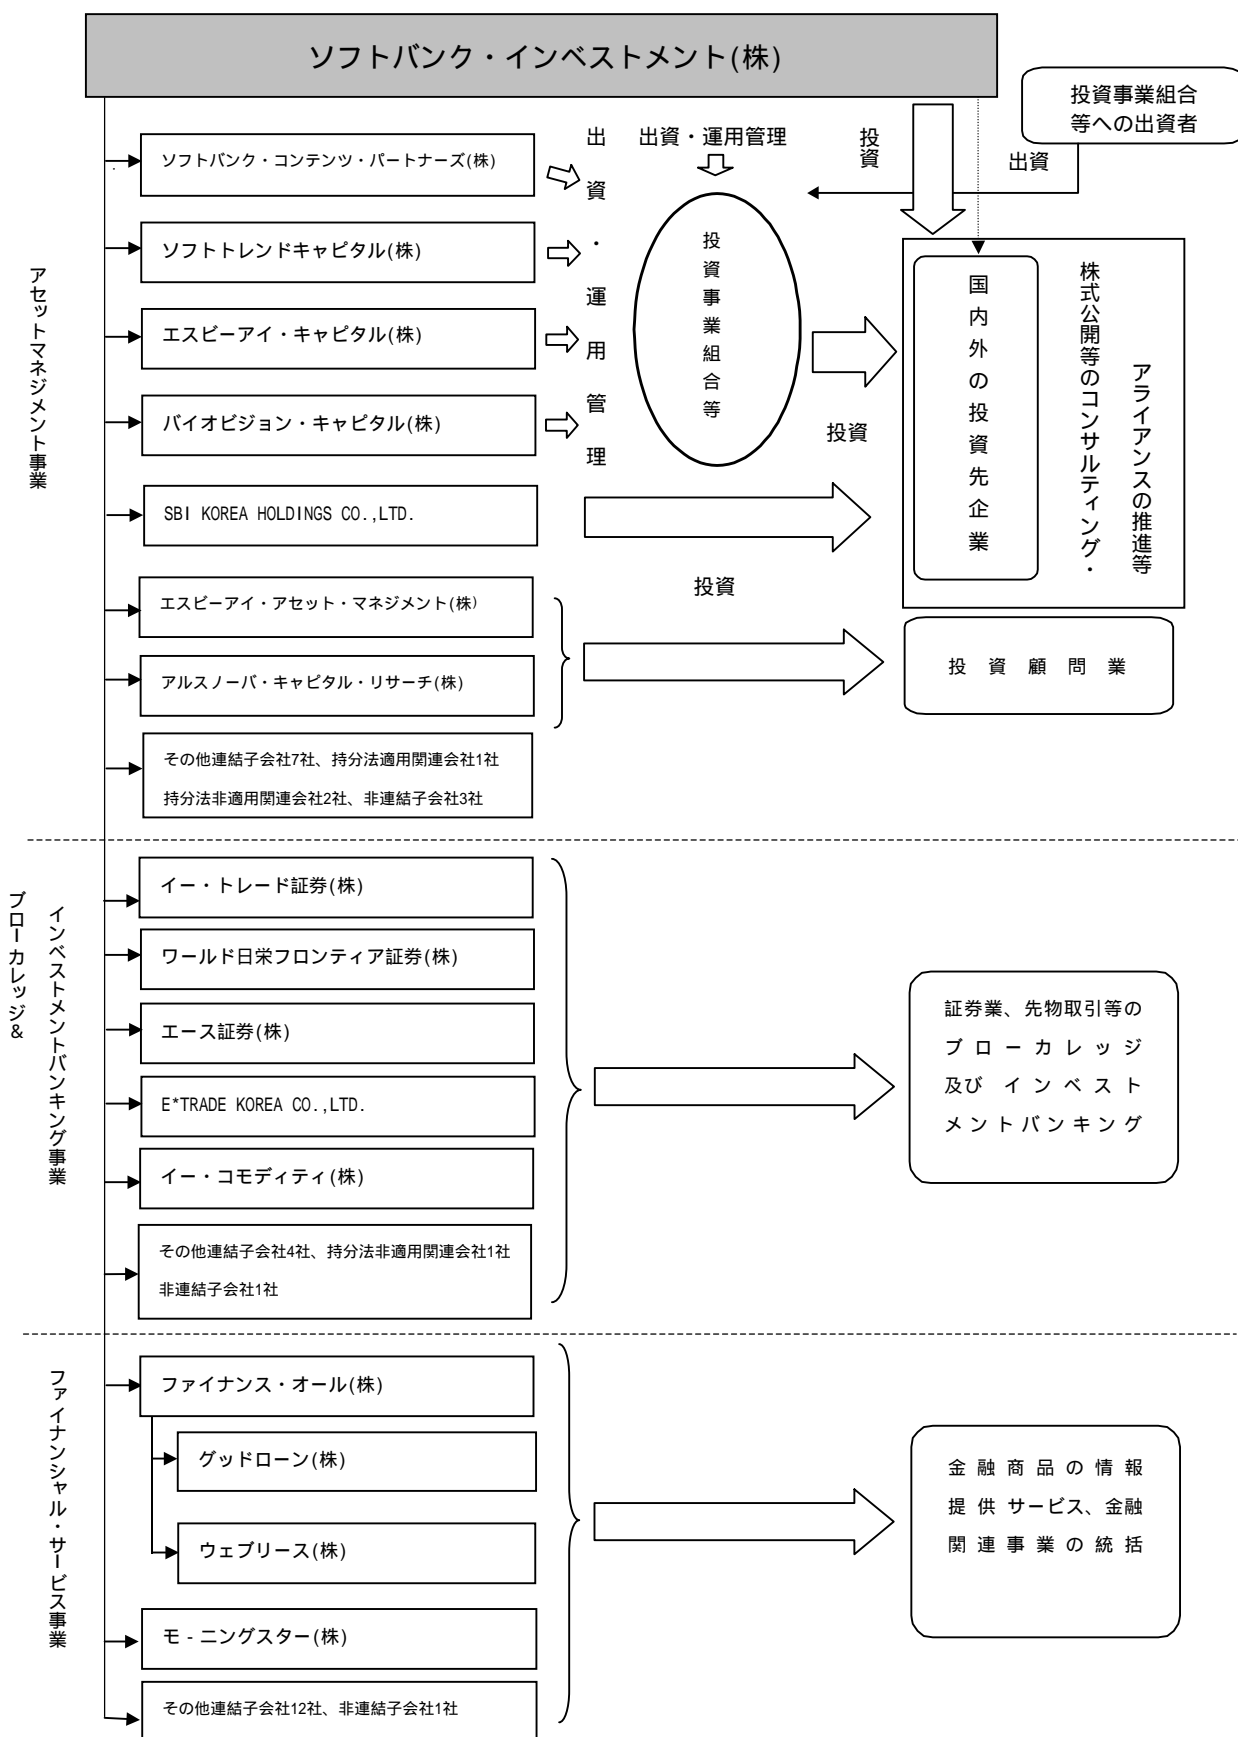 ソフトバンク・インベストメント(株)
投資事業組合
等への出資者
出資
投資
出資・運用管理
出資・運用管理
アセットマネジメント事業
ソフトバンク・コンテンツ・パートナーズ(株)
ソフトトレンドキャピタル(株)
エスビーアイ・キャピタル(株)
バイオビジョン・キャピタル(株)
SBI KOREA HOLDINGS CO.,LTD.
エスビーアイ・アセット・マネジメント(株)
アルスノーバ・キャピタル・リサーチ(株)
その他連結子会社7社、持分法適用関連会社1社
持分法非適用関連会社2社、非連結子会社3社
投資事業組合等
投資
投資
国内外の投資先企業
株式公開等のコンサルティング・
アライアンスの推進等
投資顧問業
ブローカレッジ&
インベストメントバンキング事業
イー・トレード証券(株)
ワールド日栄フロンティア証券(株)
エース証券(株)
E*TRADE KOREA CO.,LTD.
イー・コモディティ(株)
その他連結子会社4社、持分法非適用関連会社1社
非連結子会社1社
証券業、先物取引等の
ブローカレッジ
及び インベスト
メントバンキング
ファイナンシャル・サービス事業
ファイナンス・オール(株)
グッドローン(株)
ウェブリース(株)
モ-ニングスター(株)
その他連結子会社12社、非連結子会社1社
金融商品の情報
提供 サービス、金融
関連事業の統括